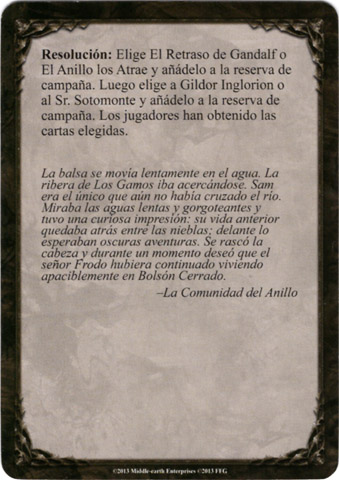 Resolución: Elige El Retraso de Gandalf o
El Anillo los Atrae y añádelo a la reserva de
campaña. Luego elige a Gildor Inglorion o
al Sr. Sotomonte y añádelo a la reserva de
campaña. Los jugadores han obtenido las
cartas elegidas.
La balsa se movía lentamente en el agua. La
ribera de Los Gamos iba acercándose. Sam
era el único que aún no había cruzado el río.
Miraba las aguas lentas y gorgoteantes y
tuvo una curiosa impresión: su vida anterior
quedaba atrás entre las nieblas; delante lo
esperaban oscuras aventuras. Se rascó la
cabeza y durante un momento deseó que el
señor Frodo hubiera continuado viviendo
apaciblemente en Bolsón Cerrado.
–La Comunidad del Anillo
©2013 Middle-earth Enterprises ©2013 FFG